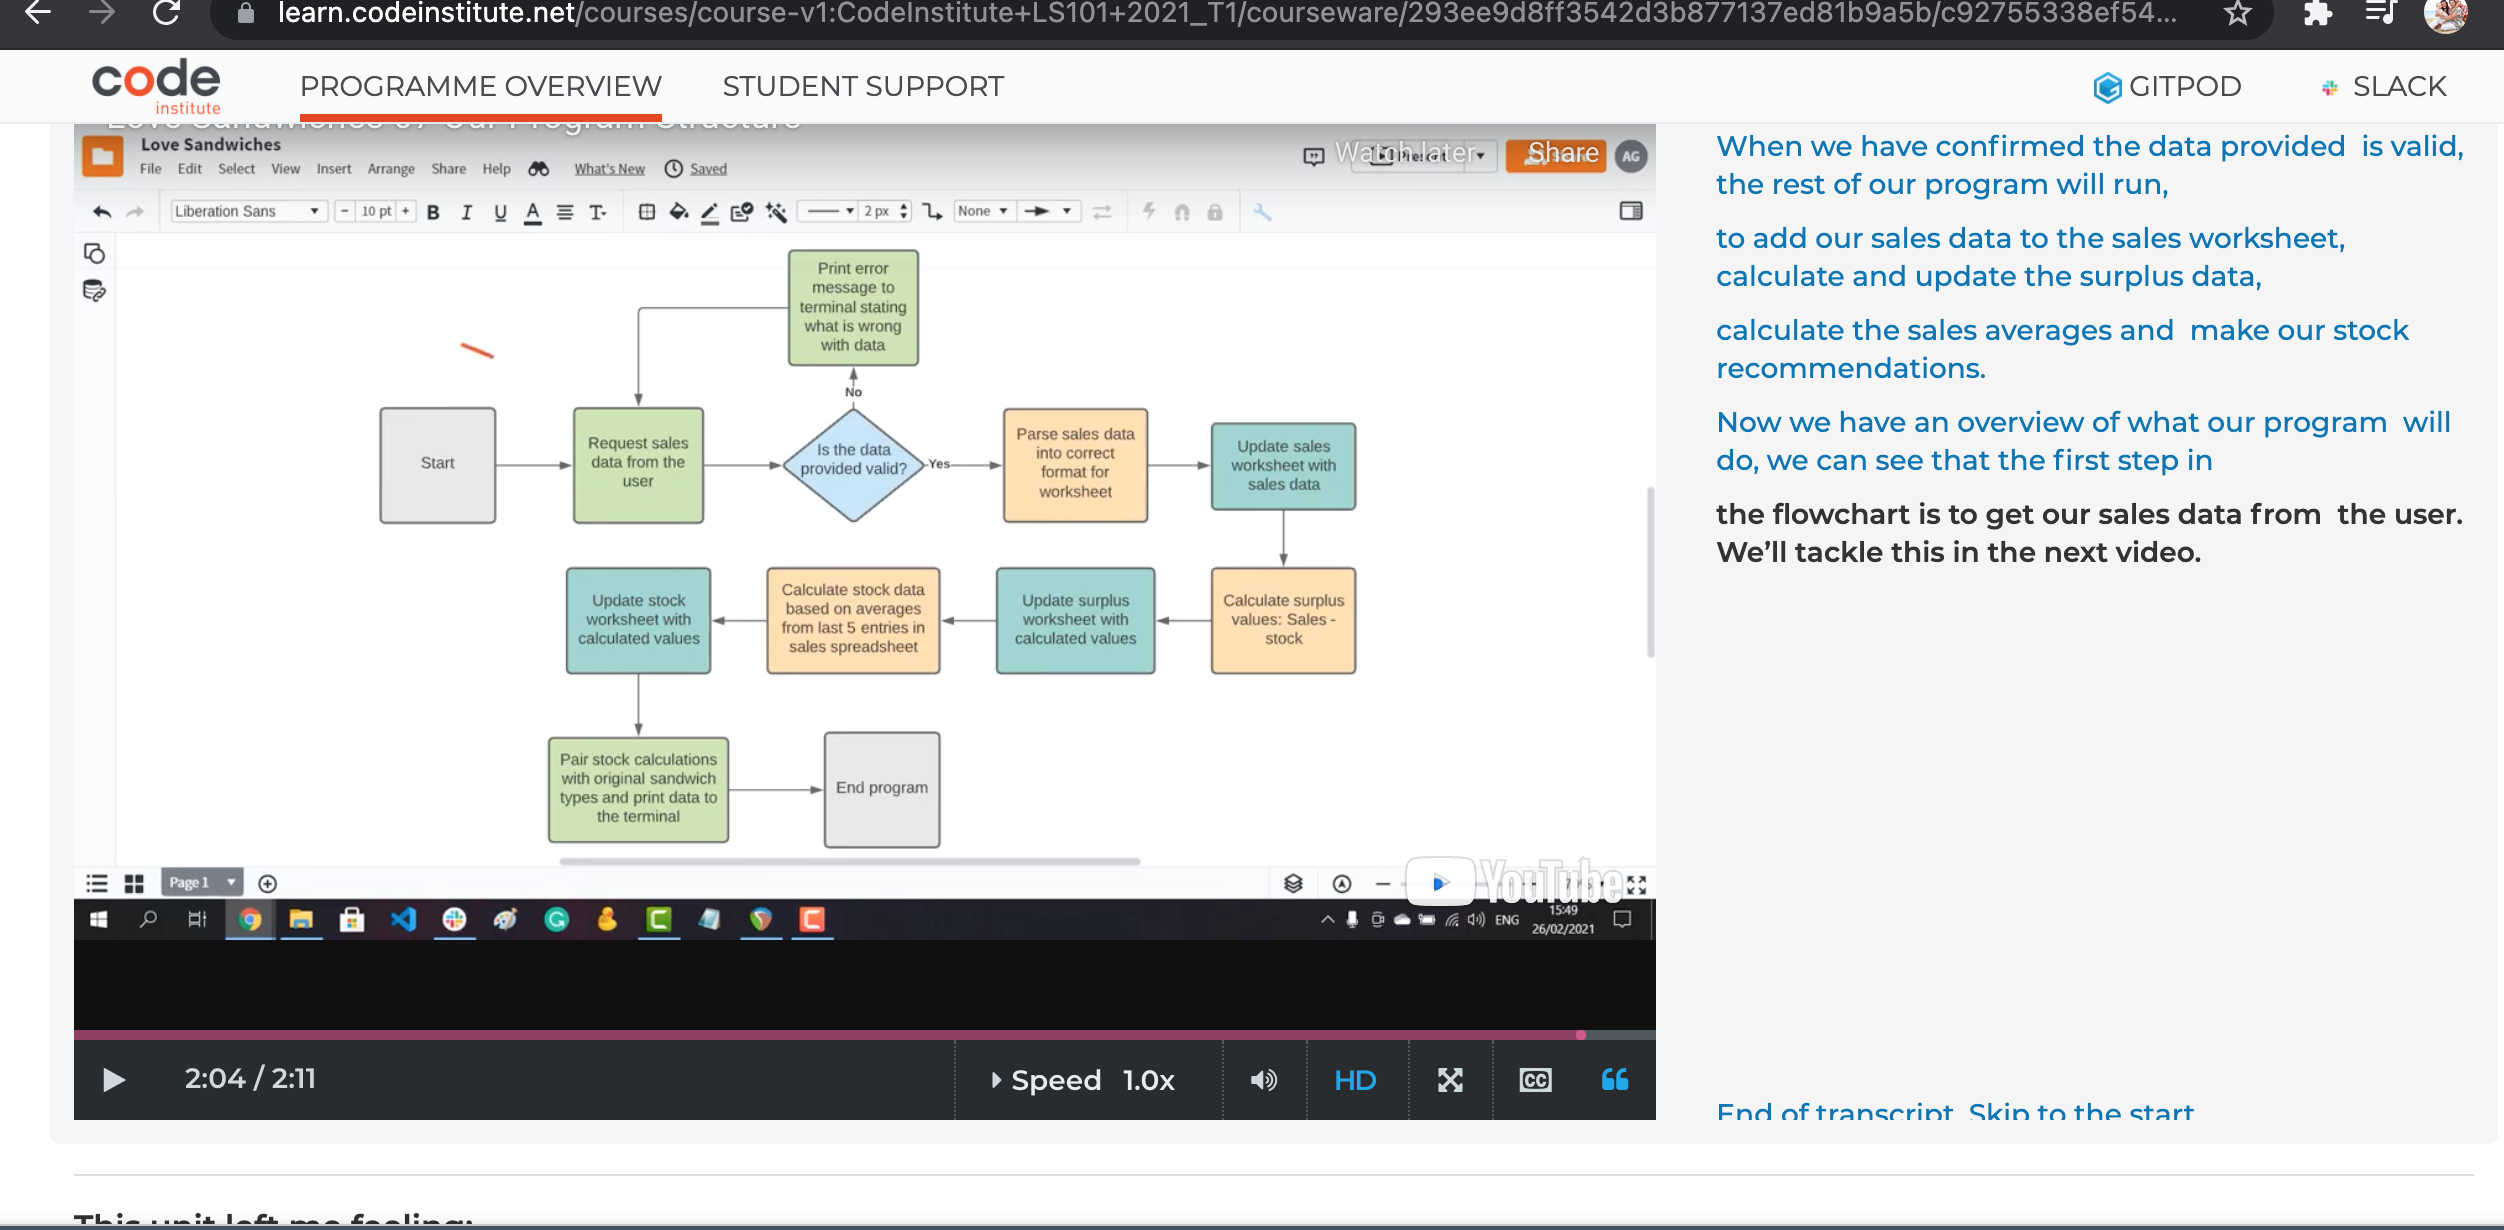 learn.codeinstitute.net/courses/course-v1:CodeInstitute+LS101+2021_T1/courseware/293ee9d8ff3542d3b877137ed81b9a5b/c92755338ef54...
code
institute
PROGRAMME OVERVIEW
STUDENT SUPPORT
GITPOD
SLACK
Love Sandwiches 07 Our Program Structure
Love Sandwiches
File Edit Select View Insert Arrange Share Help What's New Saved
Watch later
Share
AG
Liberation Sans
- 10 pt +
B I U A T
2 px
None
Print error
message to
terminal stating
what is wrong
with data
No
Start
Request sales
data from the
user
Is the data
provided valid?
Yes
Parse sales data
into correct
format for
worksheet
Update sales
worksheet with
sales data
Update stock
worksheet with
calculated values
Calculate stock data
based on averages
from last 5 entries in
sales spreadsheet
Update surplus
worksheet with
calculated values
Calculate surplus
values: Sales -
stock
Pair stock calculations
with original sandwich
types and print data to
the terminal
End program
Page 1
YouTube
ENG
15:49
26/02/2021
2:04 / 2:11
Speed 1.0x
HD
CC
When we have confirmed the data provided is valid,
the rest of our program will run,
to add our sales data to the sales worksheet,
calculate and update the surplus data,
calculate the sales averages and make our stock
recommendations.
Now we have an overview of what our program will
do, we can see that the first step in
the flowchart is to get our sales data from the user.
We’ll tackle this in the next video.
End of transcript. Skip to the start
This unit left me feeling: